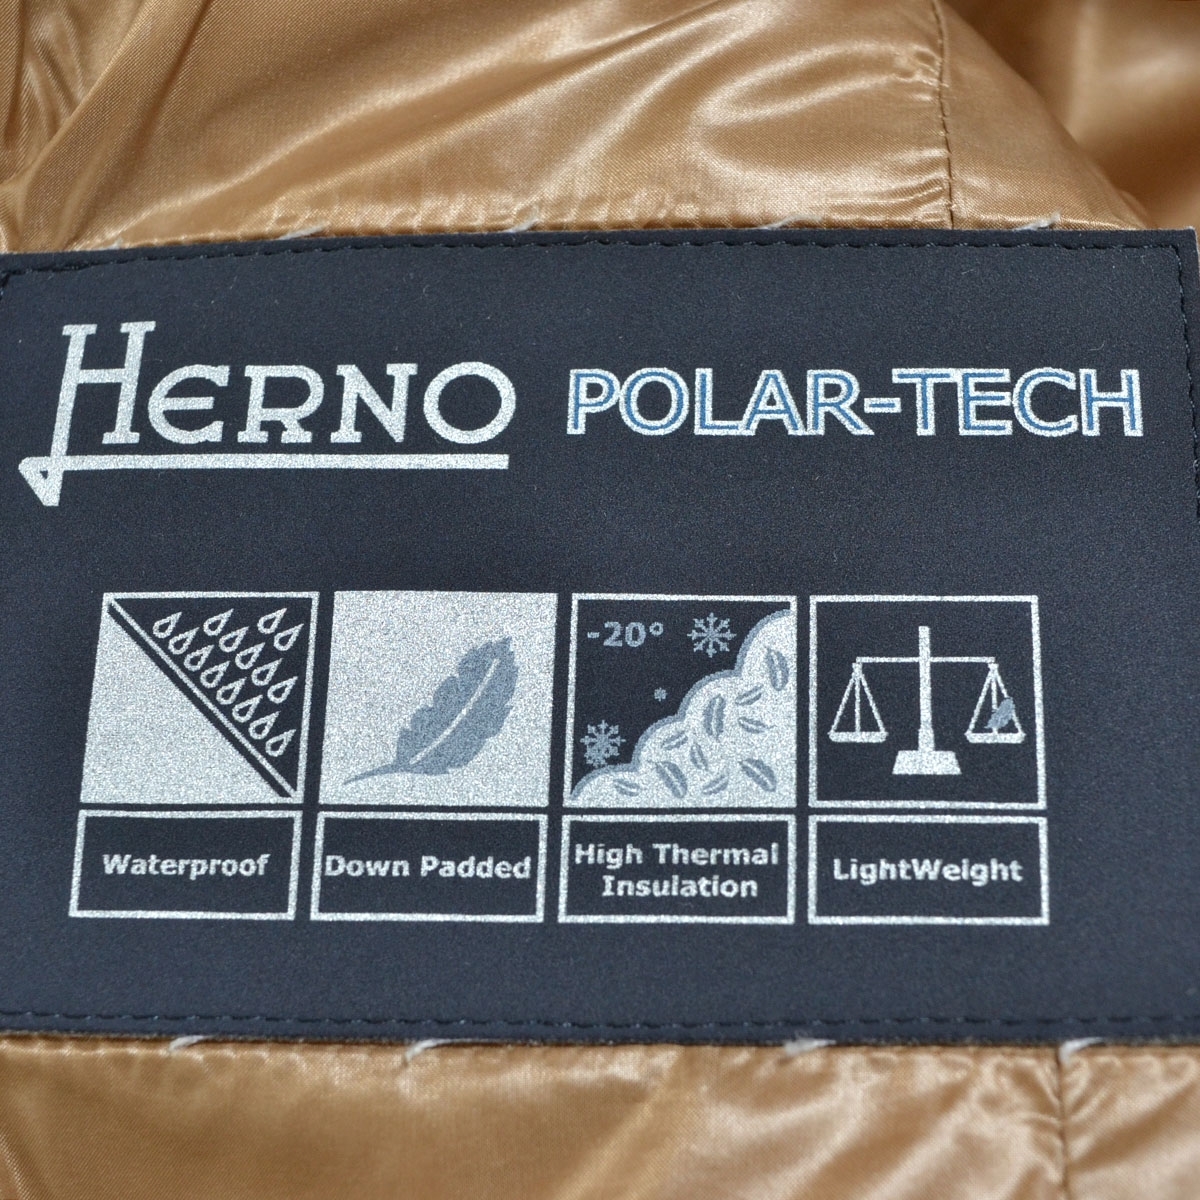 HERNO POLAR-TECH
-20°
Waterproof
Down Padded
High Thermal
Insulation
LightWeight